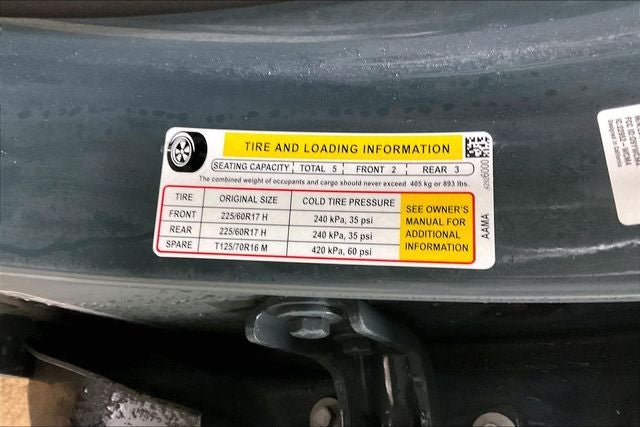 TIRE AND LOADING INFORMATION
SEATING CAPACITY TOTAL 5 FRONT 2 REAR 3
The combined weight of occupants and cargo should never exceed 405 kg or 893 lbs.
TIRE ORIGINAL SIZE COLD TIRE PRESSURE
FRONT 225/60R17 H 240 kPa, 35 psi
REAR 225/60R17 H 240 kPa, 35 psi
SPARE T125/70R16 M 420 kPa, 60 psi
SEE OWNER'S
MANUAL FOR
ADDITIONAL
INFORMATION
AAMA